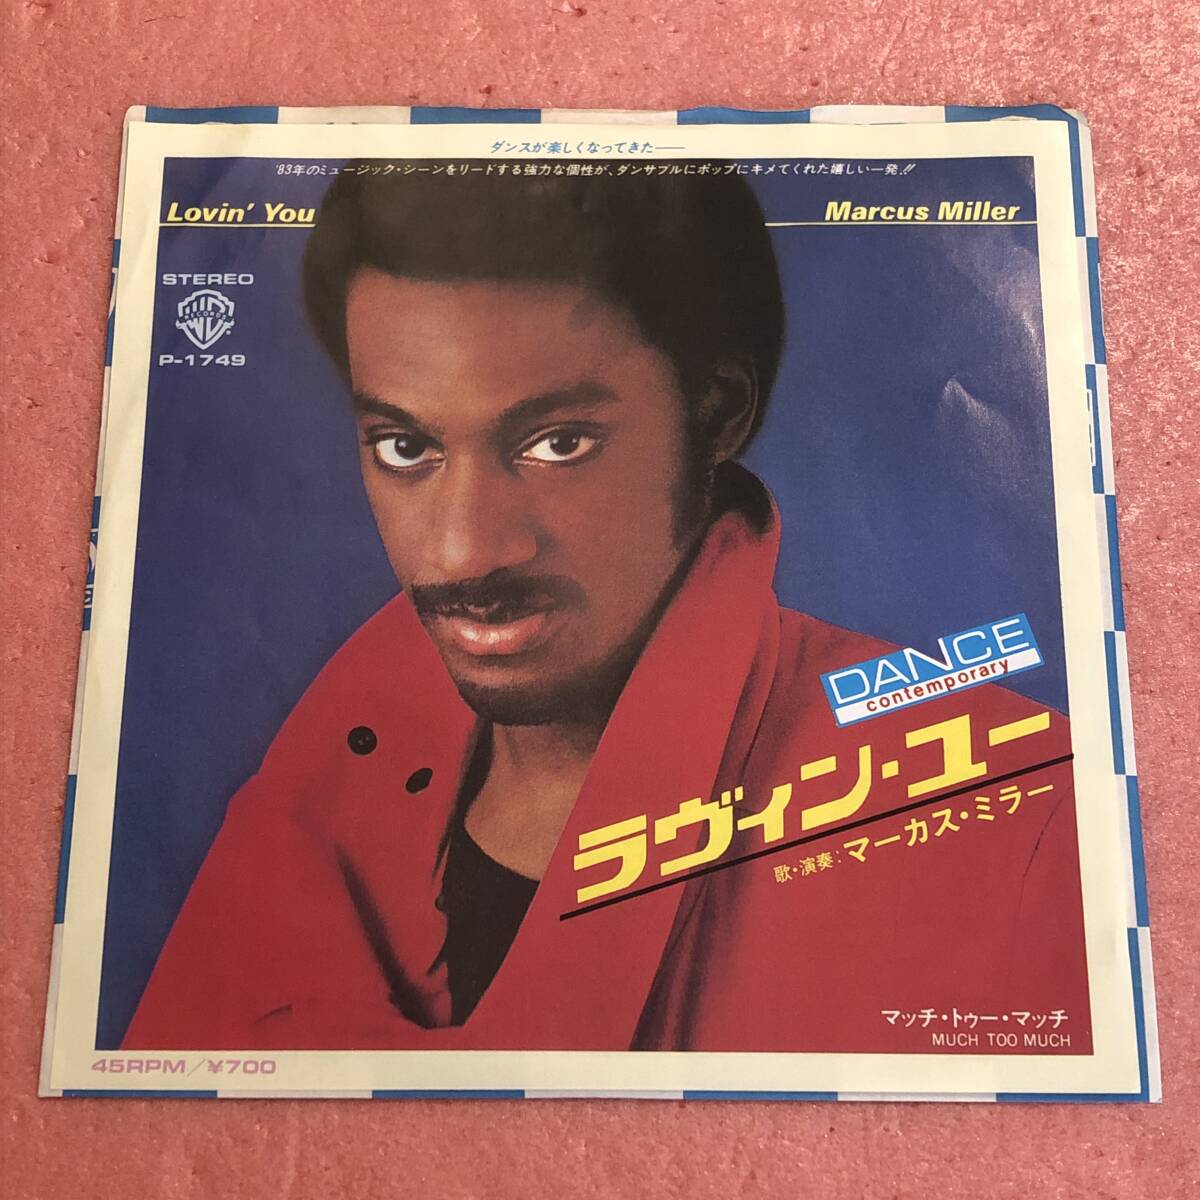 ダンスが楽しくなってきた——
'83年のミュージック・シーンをリードする強力な個性が、ダンサブルにポップにキメてくれた嬉しい一発!!
Lovin' You
Marcus Miller
STEREO
WB
RECORDS
P-1749
DANCE
contemporary
ラヴィン・ユー
歌・演奏:マーカス・ミラー
マッチ・トゥー・マッチ
MUCH TOO MUCH
45RPM/¥700